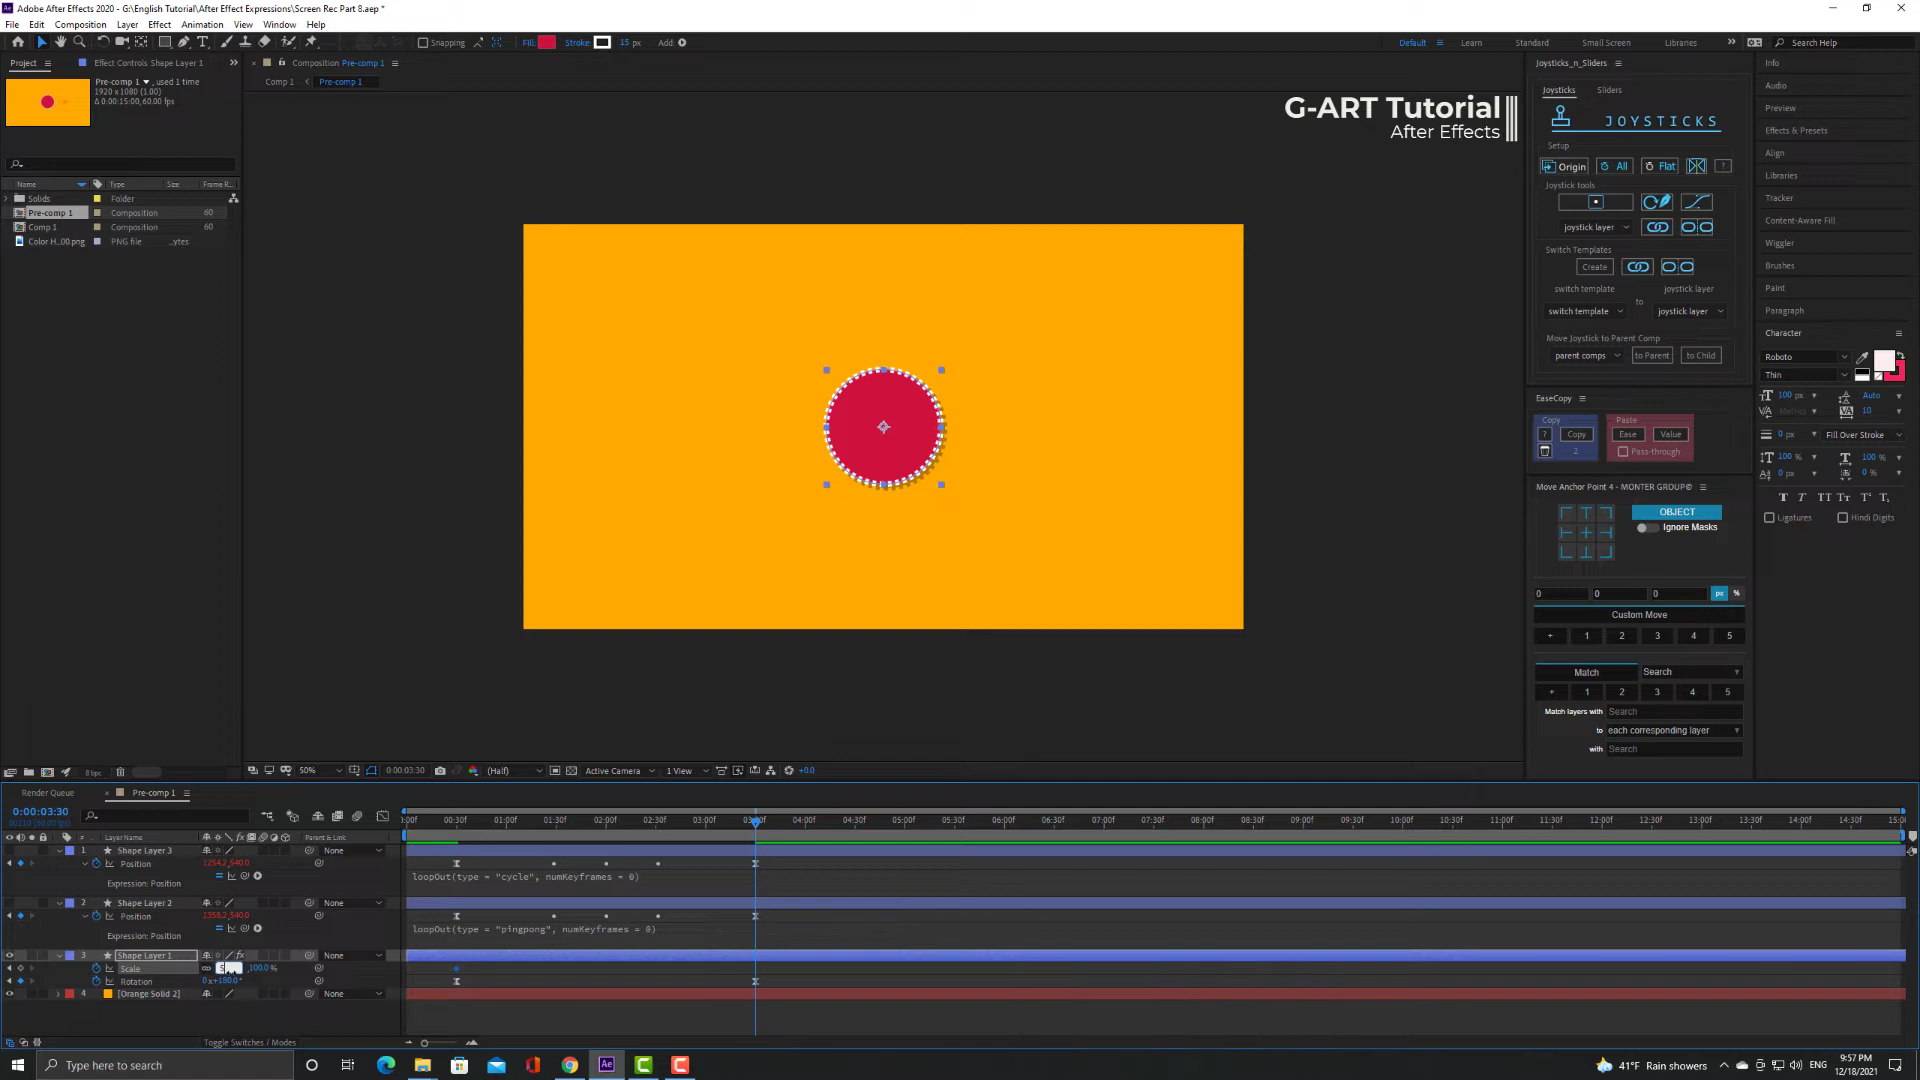 Adobe After Effects 2020 - G:\English Tutorial\After Effect Expressions\Screen Rec Part 8.aep *
File Edit Composition Layer Effect Animation View Window Help
Snapping Fill: Stroke: 15 px Add: Default Learn Standard Small Screen Libraries Search Help
Project Effect Controls Shape Layer 1 Composition Pre-comp 1
Pre-comp 1 , used 1 time
1920 x 1080 (1.00)
Δ 0:00:15:00, 60.00 fps
Comp 1 Pre-comp 1
G-ART Tutorial
After Effects
Name Type Size Frame R...
Solids Folder
Pre-comp 1 Composition 60
Comp 1 Composition 60
Color H...00.png PNG file ...ytes
8 bpc
50% 0:00:03:30 (Half) Active Camera 1 View +0.0
Joysticks_n_Sliders
Joysticks Sliders
JOYSTICKS
Setup
Origin All Flat ?
Joystick tools
joystick layer
Switch Templates
Create
switch template joystick layer
to
switch template joystick layer
Move Joystick to Parent Comp
parent comps to Parent to Child
EaseCopy
Copy Paste
? Copy Ease Value
2 Pass-through
Move Anchor Point 4 - MONTER GROUP©
OBJECT
Ignore Masks
0 0 0 px %
Custom Move
+ 1 2 3 4 5
Match Search
+ 1 2 3 4 5
Match layers with Search
to each corresponding layer
with Search
Info
Audio
Preview
Effects & Presets
Align
Libraries
Tracker
Content-Aware Fill
Wiggler
Brushes
Paint
Paragraph
Character
Roboto
Thin
100 px Auto
Metrics 10
0 px Fill Over Stroke
100 % 100 %
0 px 0 %
T T TT Tr T¹ T₁
Ligatures Hindi Digits
Render Queue Pre-comp 1
0:00:03:30
# Layer Name Parent & Link
:00f 00:30f 01:00f 01:30f 02:00f 02:30f 03:00f 04:00f 04:30f 05:00f 05:30f 06:00f 06:30f 07:00f 07:30f 08:00f 08:30f 09:00f 09:30f 10:00f 10:30f 11:00f 11:30f 12:00f 12:30f 13:00f 13:30f 14:00f 14:30f 15:00
1 Shape Layer 3 None
Position 1254.2,540.0
Expression: Position loopOut(type = "cycle", numKeyframes = 0)
2 Shape Layer 2 None
Position 1358.2,540.0
Expression: Position loopOut(type = "pingpong", numKeyframes = 0)
3 Shape Layer 1 None
Scale ,100.0 %
Rotation 0 x+180.0°
4 [Orange Solid 2] None
Toggle Switches / Modes
Type here to search
41°F Rain showers ENG
9:57 PM
12/18/2021